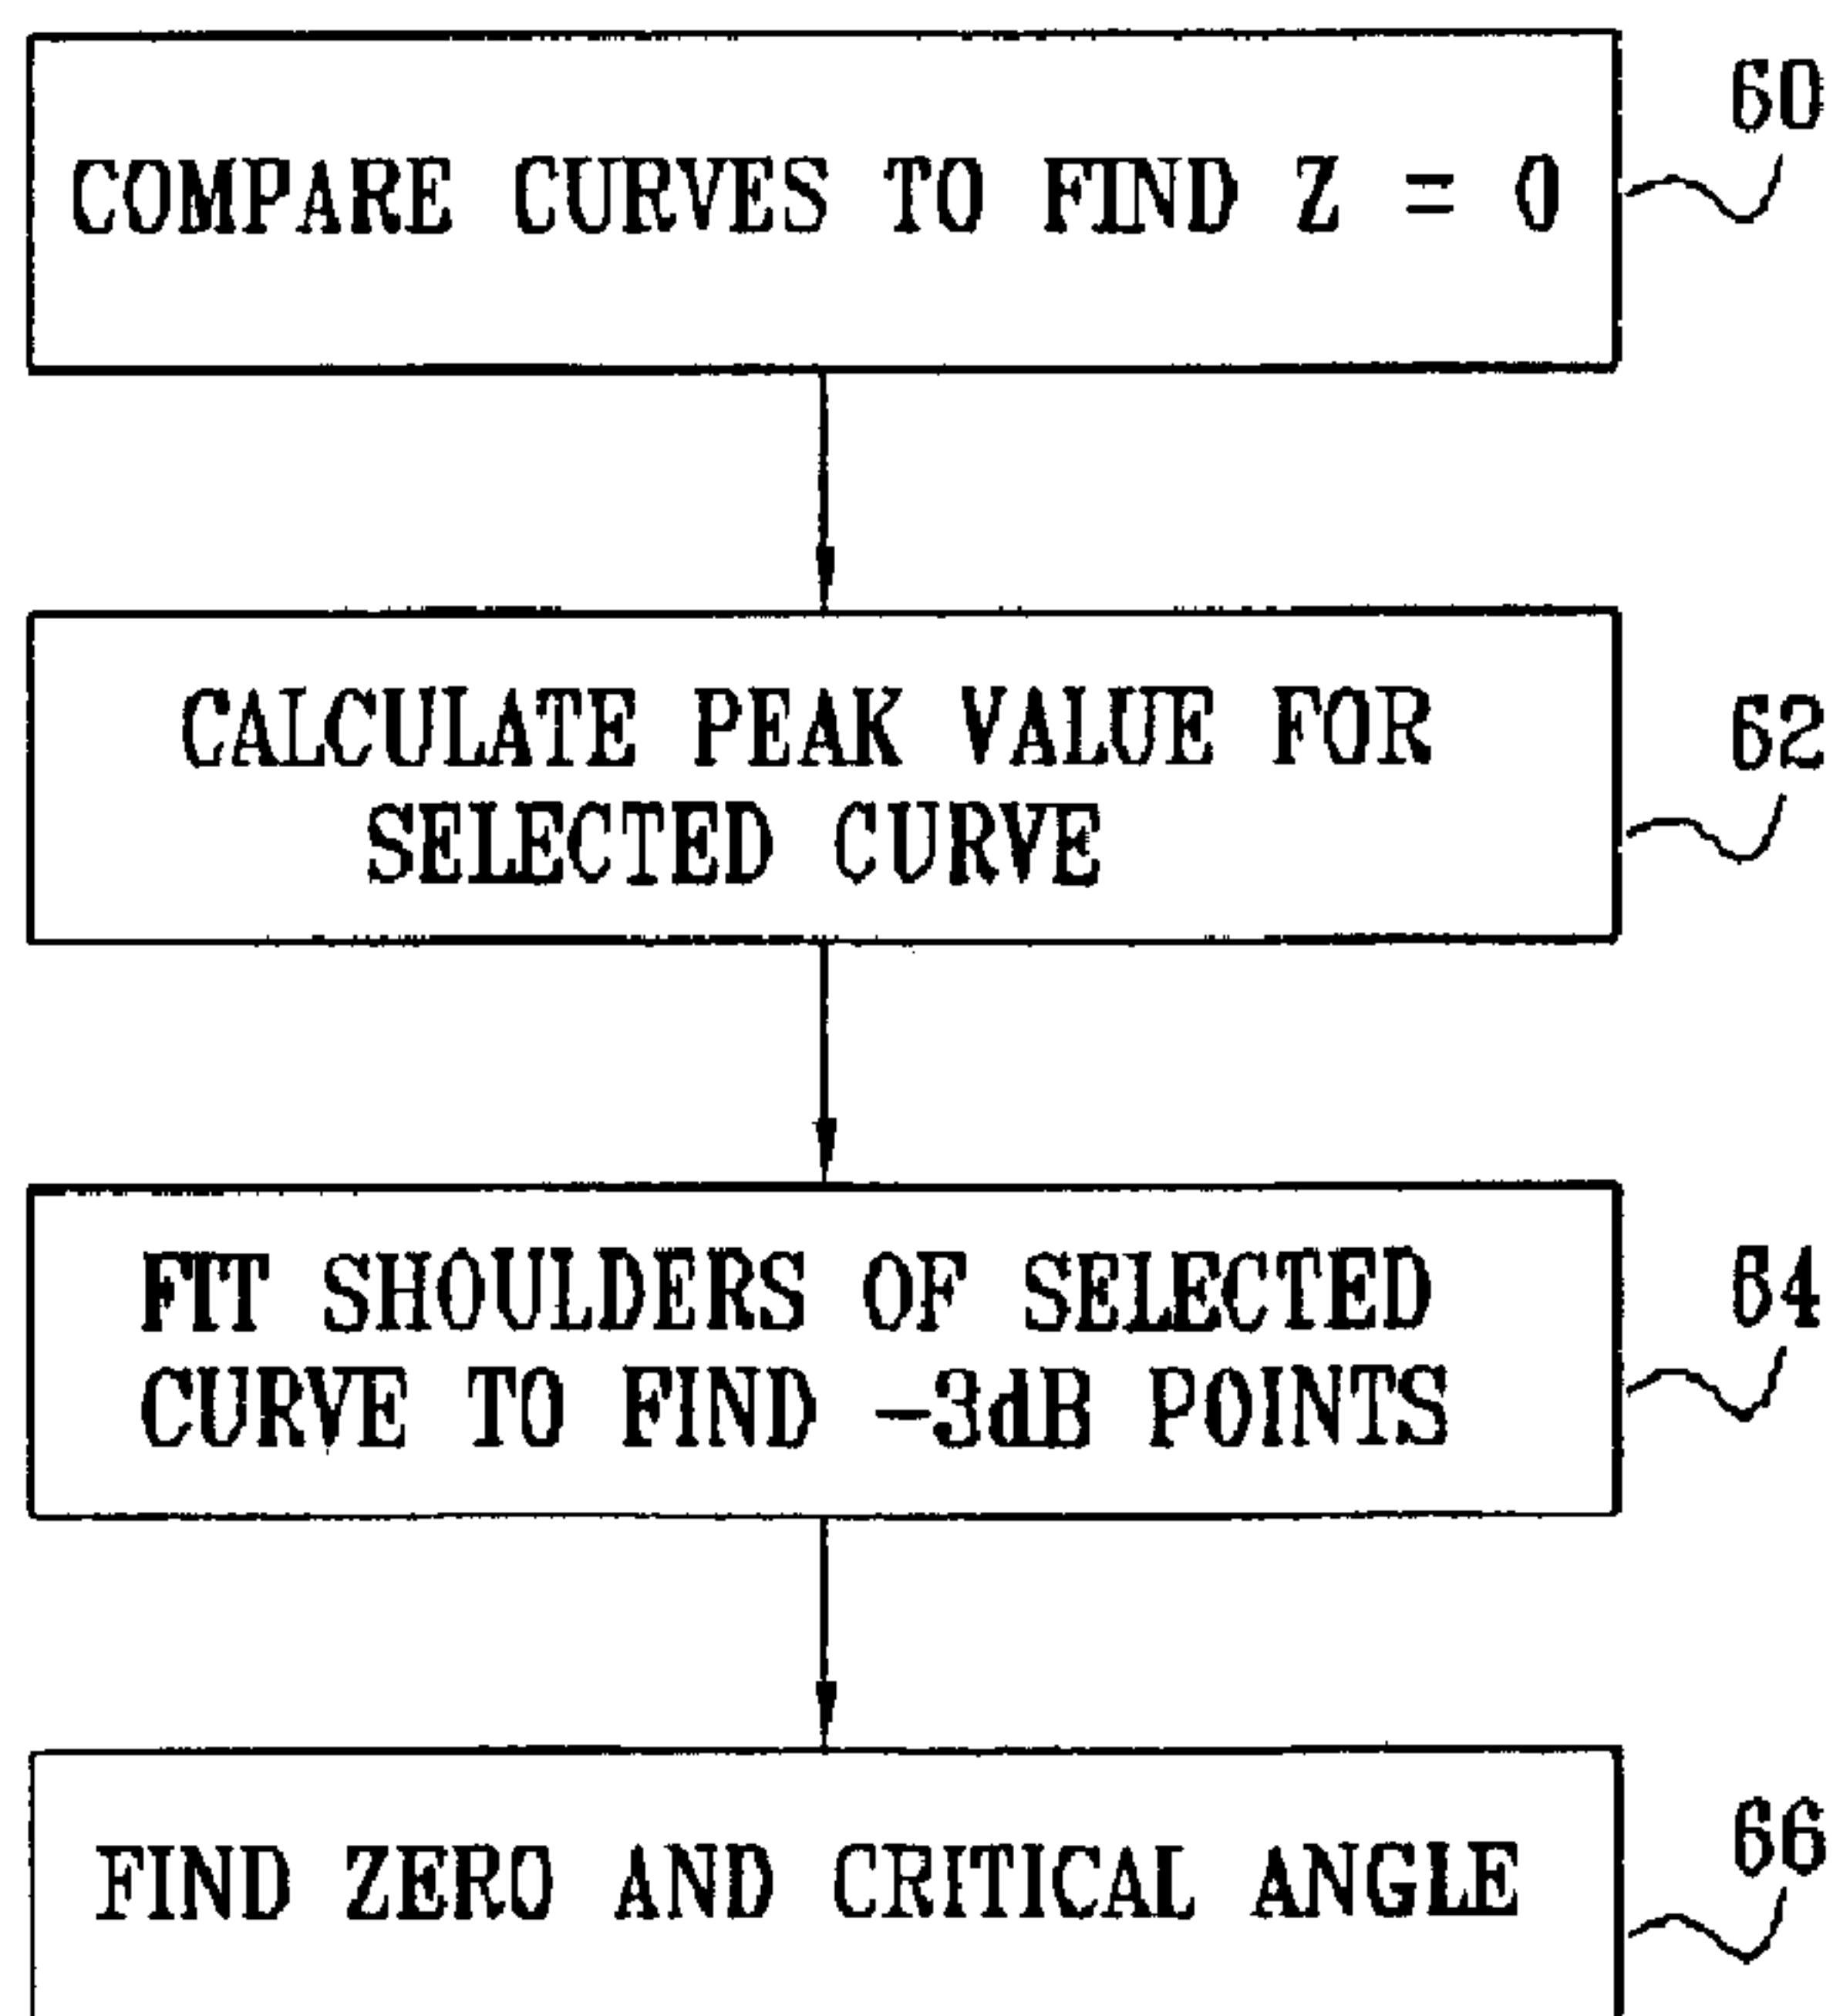 COMPARE CURVES TO FIND Z = 0
60
CALCULATE PEAK VALUE FOR
SELECTED CURVE
62
FIT SHOULDERS OF SELECTED
CURVE TO FIND -3dB POINTS
64
FIND ZERO AND CRITICAL ANGLE
66